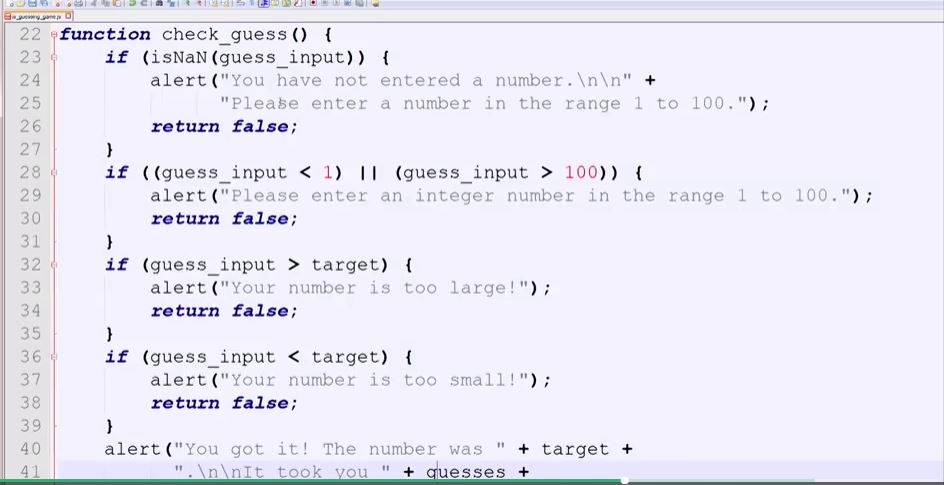 ia_guessing_game.js
22 function check_guess() {
23 if (isNaN(guess_input)) {
24 alert("You have not entered a number.\n\n" +
25 "Please enter a number in the range 1 to 100.");
26 return false;
27 }
28 if ((guess_input < 1) || (guess_input > 100)) {
29 alert("Please enter an integer number in the range 1 to 100.");
30 return false;
31 }
32 if (guess_input > target) {
33 alert("Your number is too large!");
34 return false;
35 }
36 if (guess_input < target) {
37 alert("Your number is too small!");
38 return false;
39 }
40 alert("You got it! The number was " + target +
41 ".\n\nIt took you " + guesses +